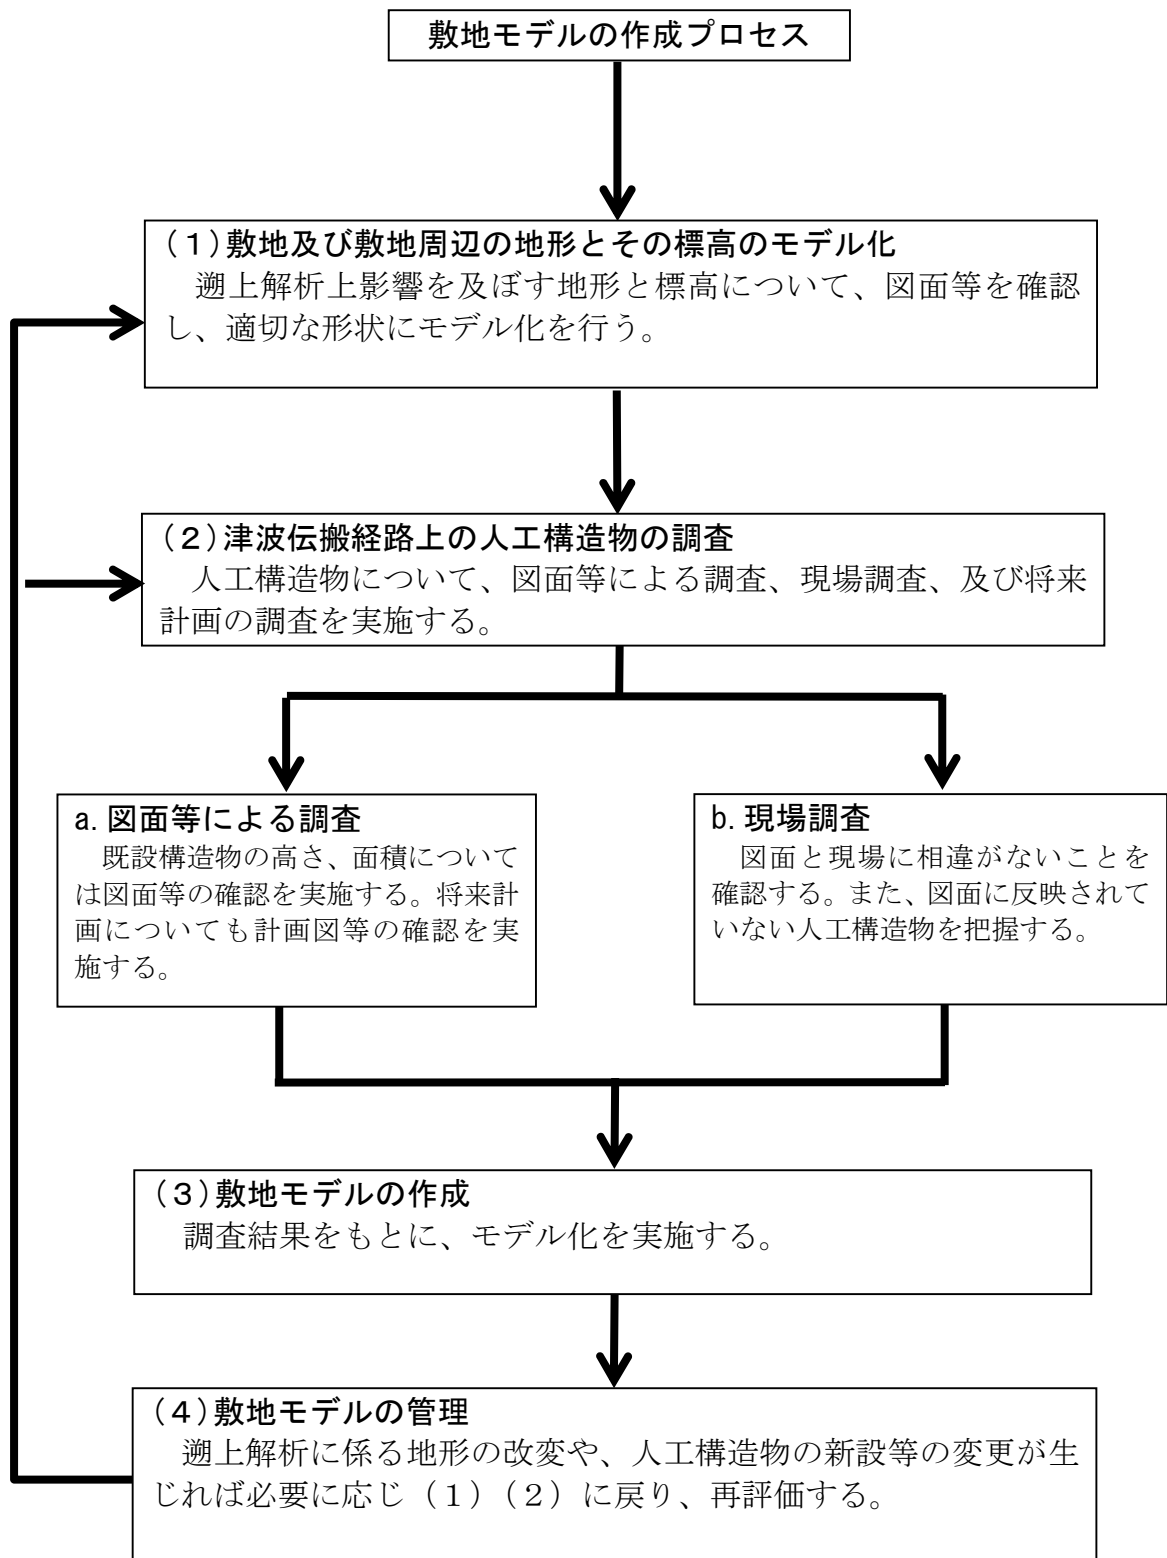 敷地モデルの作成プロセス
(１)敷地及び敷地周辺の地形とその標高のモデル化
遡上解析上影響を及ぼす地形と標高について、図面等を確認
し、適切な形状にモデル化を行う。
(２)津波伝搬経路上の人工構造物の調査
人工構造物について、図面等による調査、現場調査、及び将来
計画の調査を実施する。
a. 図面等による調査
既設構造物の高さ、面積について
は図面等の確認を実施する。将来
計画についても計画図等の確認を実
施する。
b. 現場調査
図面と現場に相違がないことを
確認する。また、図面に反映されて
いない人工構造物を把握する。
(３)敷地モデルの作成
調査結果をもとに、モデル化を実施する。
(４)敷地モデルの管理
遡上解析に係る地形の改変や、人工構造物の新設等の変更が生
じれば必要に応じ（１）（２）に戻り、再評価する。